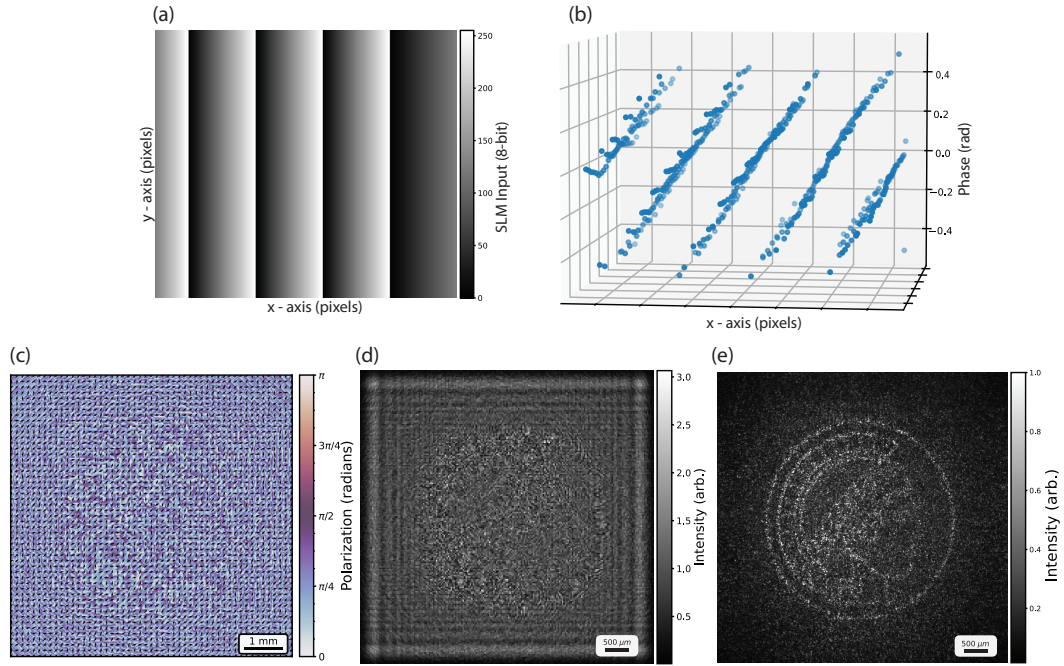 (a)
250
200
150
100
50
0
SLM Input (8-bit)
y - axis (pixels)
x - axis (pixels)
(b)
0.4
0.2
0.0
−0.2
−0.4
Phase (rad)
x - axis (pixels)
(c)
π
3π/4
π/2
π/4
0
Polarization (radians)
1 mm
(d)
3.0
2.5
2.0
1.5
1.0
0.5
Intensity (arb.)
500 μm
(e)
1.0
0.8
0.6
0.4
0.2
Intensity (arb.)
500 μm